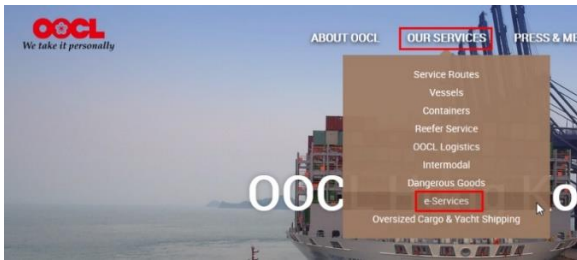 OOCL
We take it personally
ABOUT OOCL OUR SERVICES PRESS &
Service Routes
Vessels
Containers
Reefer Service
OOCL Logistics
Intermodal
Dangerous Goods
OOC
e-Services
Oversized Cargo & Yacht Shipping